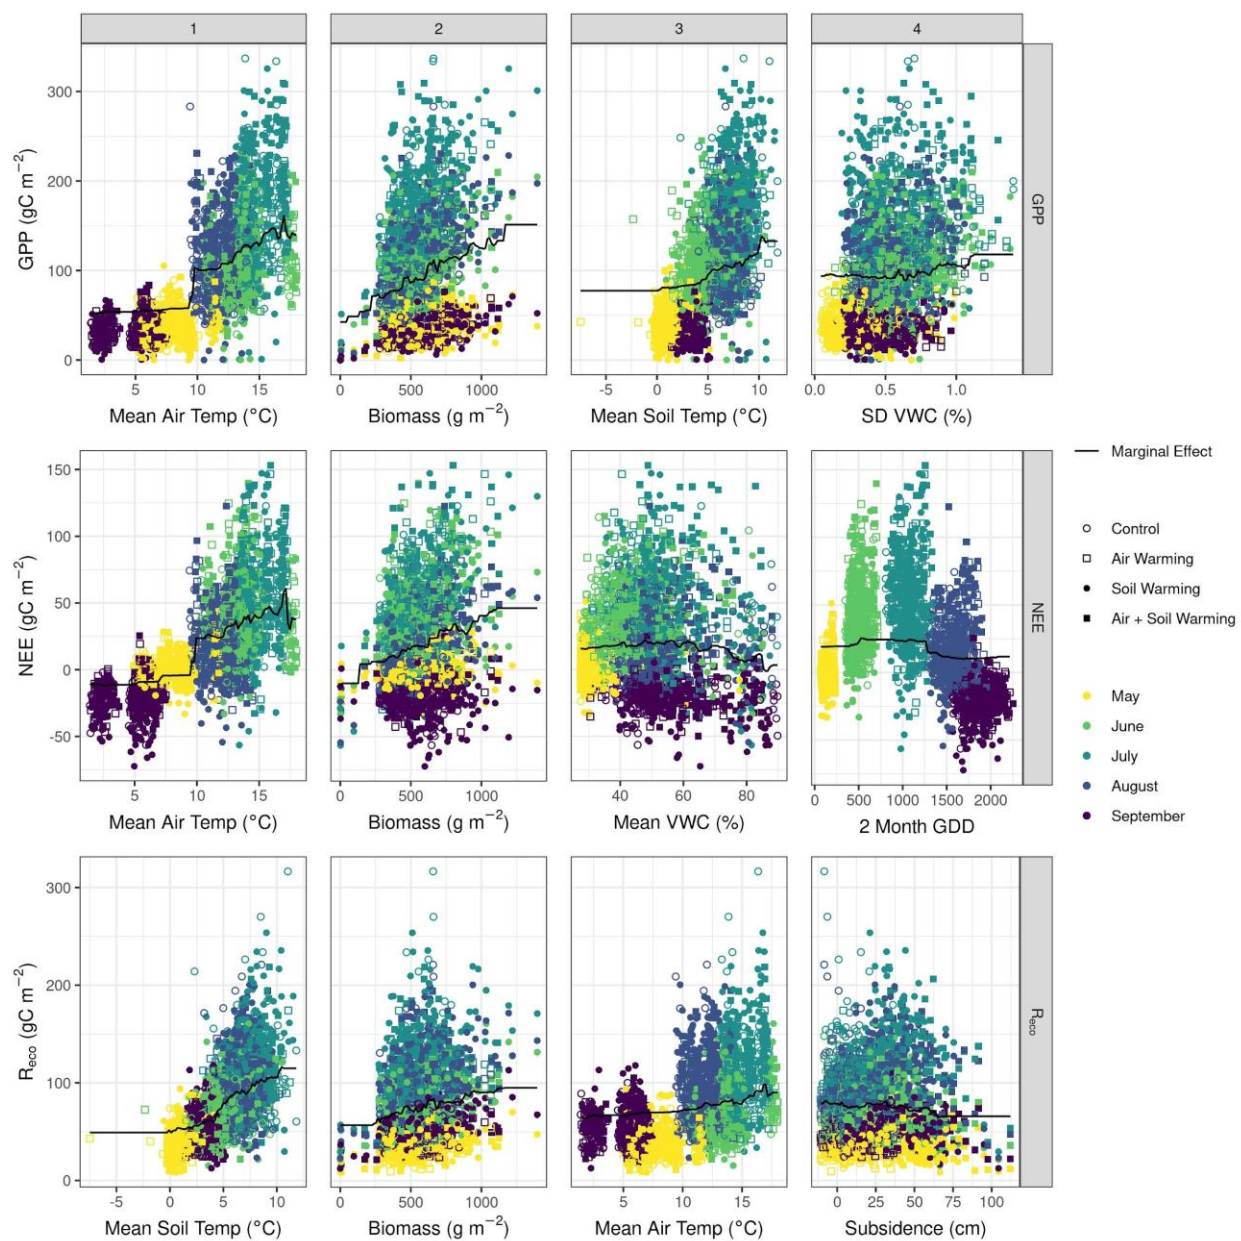 1 2 3 4
GPP (gC m−2)
300
200
100
0
5 10 15
0 500 1000
-5 0 5 10
0.0 0.5 1.0
Mean Air Temp (°C) Biomass (g m−2) Mean Soil Temp (°C) SD VWC (%)
GPP
NEE (gC m−2)
150
100
50
0
-50
5 10 15
0 500 1000
40 60 80
0 500 1000 1500 2000
Mean Air Temp (°C) Biomass (g m−2) Mean VWC (%) 2 Month GDD
NEE
Reco (gC m−2)
300
200
100
0
-5 0 5 10
0 500 1000
5 10 15
0 25 50 75 100
Mean Soil Temp (°C) Biomass (g m−2) Mean Air Temp (°C) Subsidence (cm)
Reco
Marginal Effect
Control
Air Warming
Soil Warming
Air + Soil Warming
May
June
July
August
September